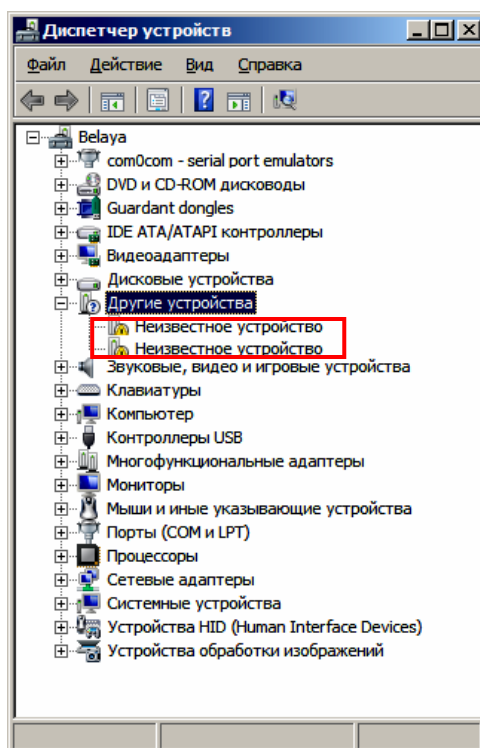 Диспетчер устройств
Файл Действие Вид Справка
Belaya
com0com - serial port emulators
DVD и CD-ROM дисководы
Guardant dongles
IDE ATA/ATAPI контроллеры
Видеоадаптеры
Дисковые устройства
Другие устройства
Неизвестное устройство
Неизвестное устройство
Звуковые, видео и игровые устройства
Клавиатуры
Компьютер
Контроллеры USB
Многофункциональные адаптеры
Мониторы
Мыши и иные указывающие устройства
Порты (COM и LPT)
Процессоры
Сетевые адаптеры
Системные устройства
Устройства HID (Human Interface Devices)
Устройства обработки изображений